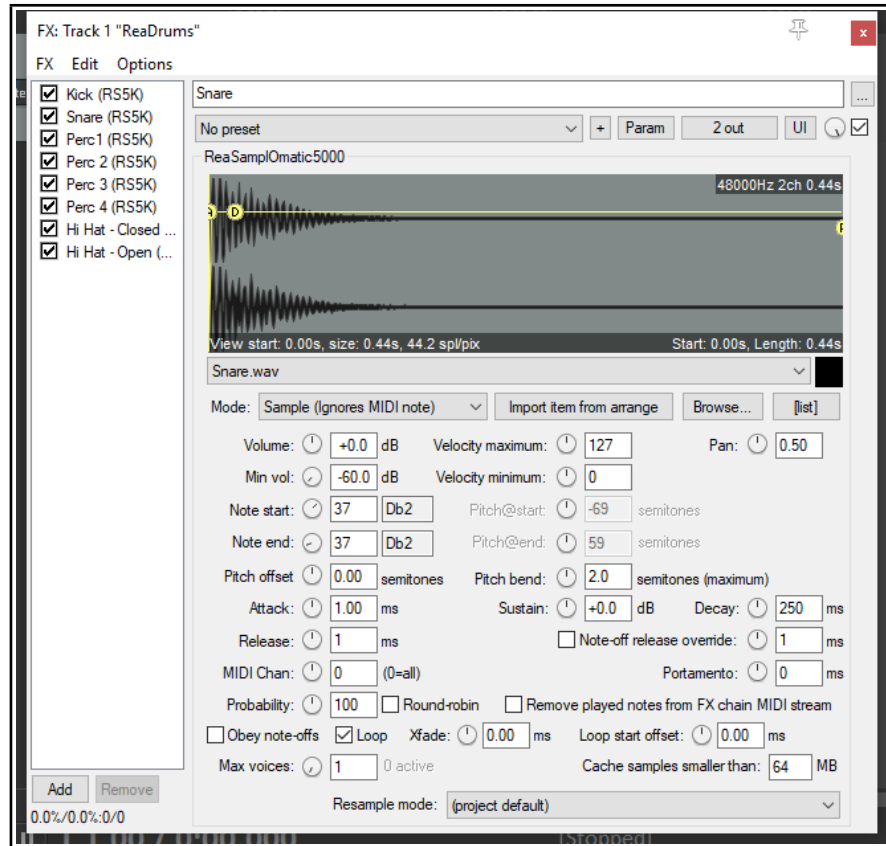 FX: Track 1 "ReaDrums"
x
FX Edit Options
Kick (RS5K)
Snare (RS5K)
Perc1 (RS5K)
Perc 2 (RS5K)
Perc 3 (RS5K)
Perc 4 (RS5K)
Hi Hat - Closed ...
Hi Hat - Open (...
Add Remove
0.0%/0.0%:0/0
Snare ...
No preset + Param 2 out UI
ReaSamplOmatic5000
48000Hz 2ch 0.44s
D
View start: 0.00s, size: 0.44s, 44.2 spl/pix Start: 0.00s, Length: 0.44s
Snare.wav
Mode: Sample (Ignores MIDI note) Import item from arrange Browse... [list]
Volume: +0.0 dB Velocity maximum: 127 Pan: 0.50
Min vol: -60.0 dB Velocity minimum: 0
Note start: 37 Db2 Pitch@start: -69 semitones
Note end: 37 Db2 Pitch@end: 59 semitones
Pitch offset 0.00 semitones Pitch bend: 2.0 semitones (maximum)
Attack: 1.00 ms Sustain: +0.0 dB Decay: 250 ms
Release: 1 ms Note-off release override: 1 ms
MIDI Chan: 0 (0=all) Portamento: 0 ms
Probability: 100 Round-robin Remove played notes from FX chain MIDI stream
Obey note-offs Loop Xfade: 0.00 ms Loop start offset: 0.00 ms
Max voices: 1 0 active Cache samples smaller than: 64 MB
Resample mode: (project default)
[Stopped]